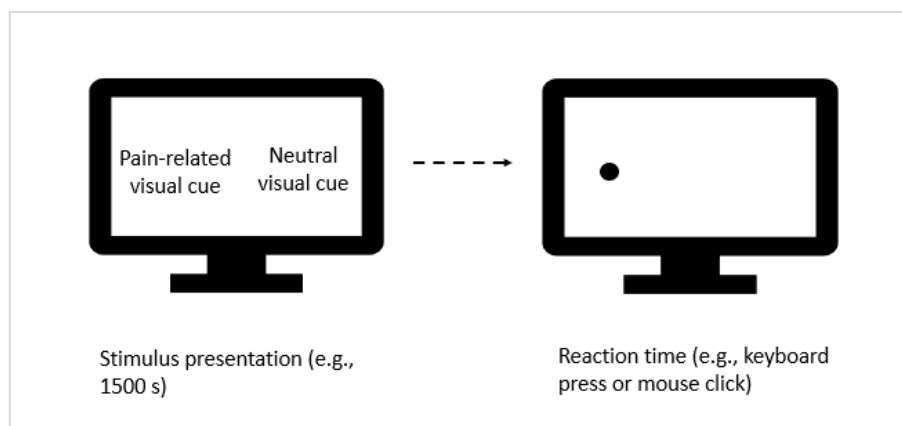 Pain-related
visual cue
Neutral
visual cue
Stimulus presentation (e.g.,
1500 s)
Reaction time (e.g., keyboard
press or mouse click)